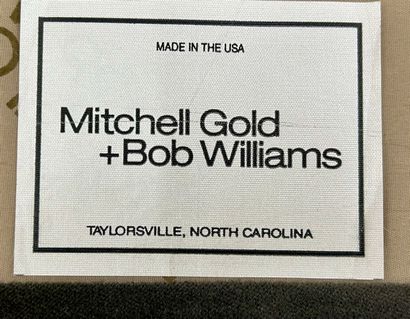 MADE IN THE USA
Mitchell Gold
+Bob Williams
TAYLORSVILLE, NORTH CAROLINA